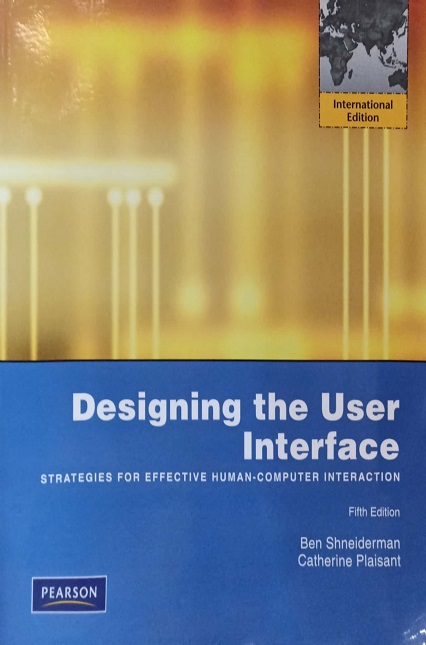 International
Edition
Designing the User
Interface
STRATEGIES FOR EFFECTIVE HUMAN-COMPUTER INTERACTION
Fifth Edition
Ben Shneiderman
Catherine Plaisant
PEARSON